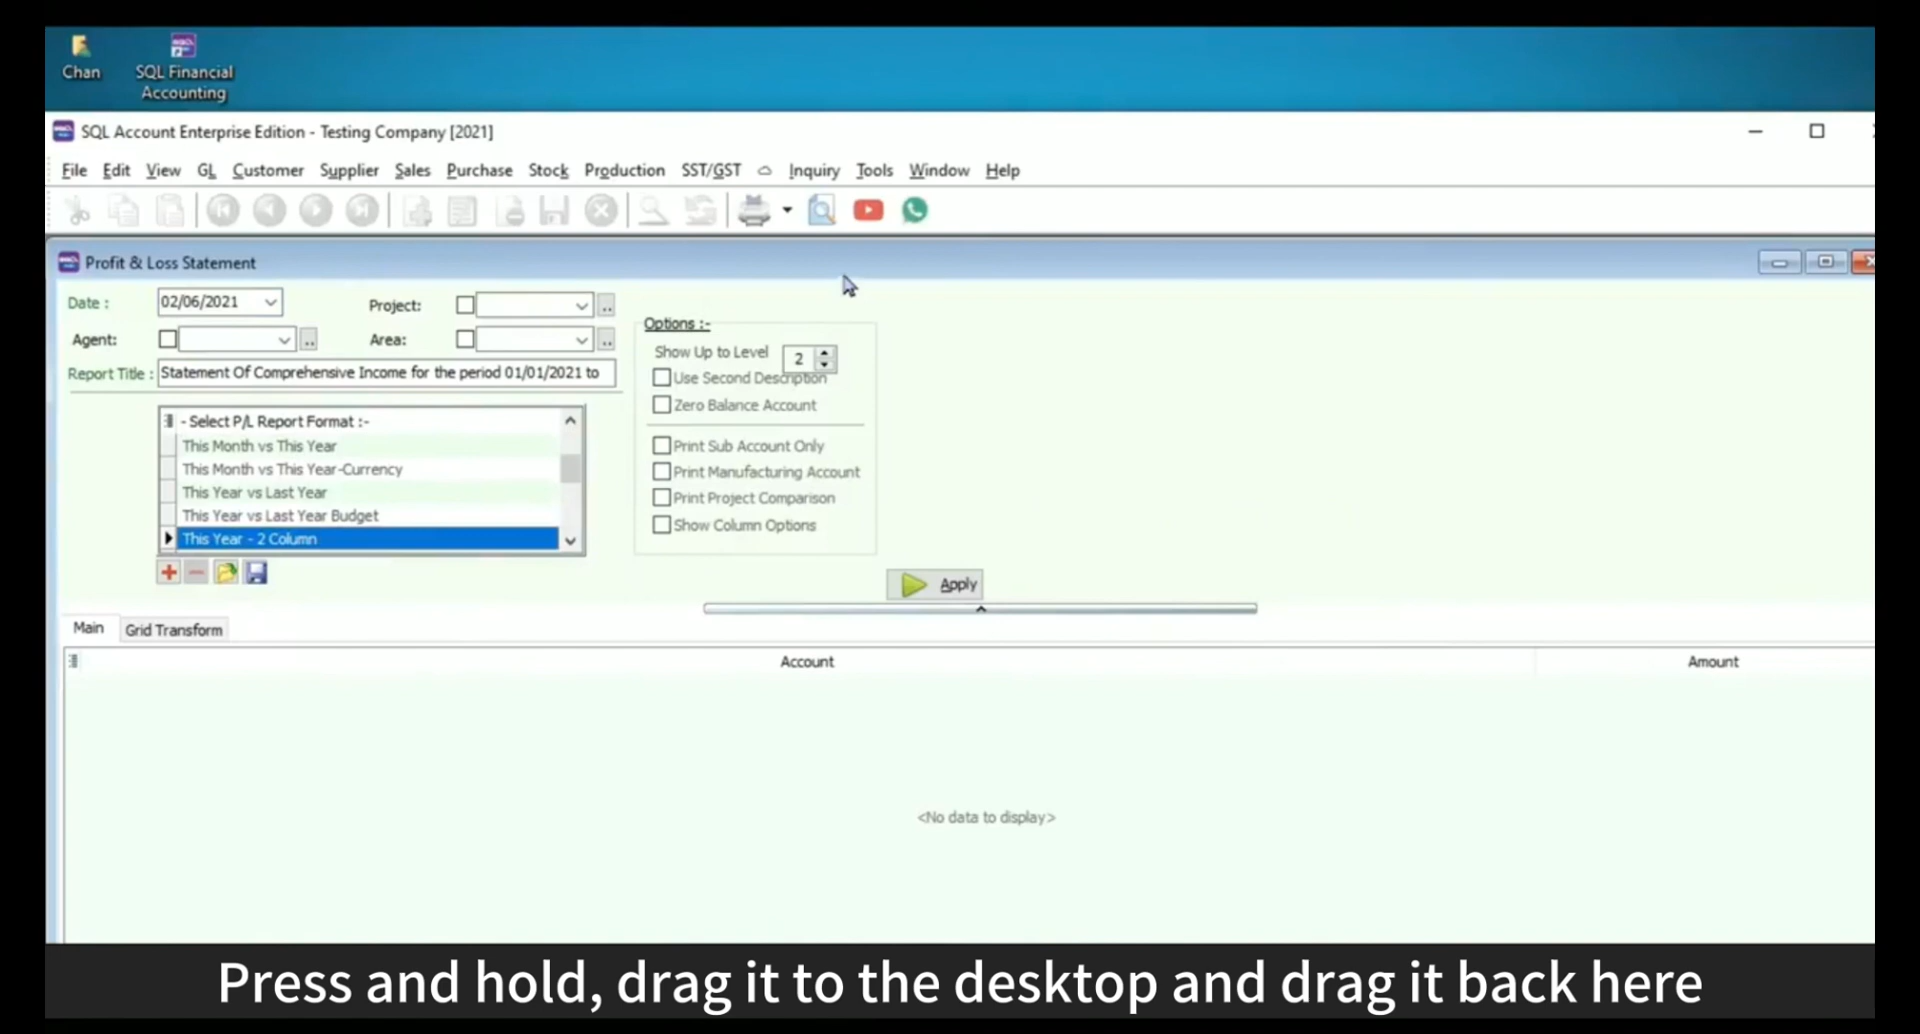 Chan
SQL Financial
Accounting
SQL Account Enterprise Edition - Testing Company [2021]
File Edit View GL Customer Supplier Sales Purchase Stock Production SST/GST Inquiry Tools Window Help
Profit & Loss Statement
Date : 02/06/2021 Project: ..
Agent: .. Area: ..
Report Title : Statement Of Comprehensive Income for the period 01/01/2021 to
Options :-
Show Up to Level 2
Use Second Description
Zero Balance Account
Print Sub Account Only
Print Manufacturing Account
Print Project Comparison
Show Column Options
- Select P/L Report Format :-
This Month vs This Year
This Month vs This Year-Currency
This Year vs Last Year
This Year vs Last Year Budget
This Year - 2 Column
Apply
Main Grid Transform
Account Amount
<No data to display>
Press and hold, drag it to the desktop and drag it back here